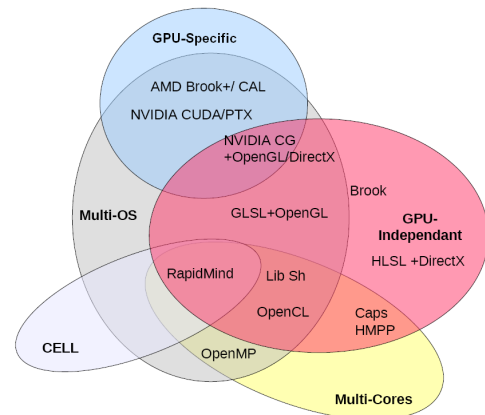 GPU-Specific
AMD Brook+/ CAL
NVIDIA CUDA/PTX
NVIDIA CG
+OpenGL/DirectX
Brook
Multi-OS
GLSL+OpenGL
GPU-
Independant
HLSL +DirectX
RapidMind
Lib Sh
OpenCL
Caps
HMPP
CELL
OpenMP
Multi-Cores